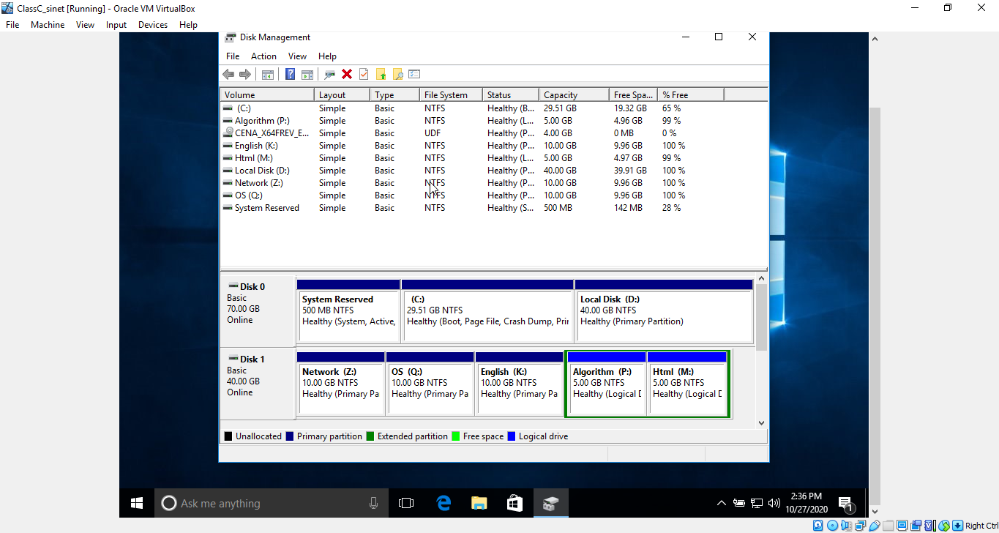 ClassC_sinet [Running] - Oracle VM VirtualBox
File Machine View Input Devices Help
Disk Management
File Action View Help
Volume Layout Type File System Status Capacity Free Spa... % Free
(C:) Simple Basic NTFS Healthy (B... 29.51 GB 19.32 GB 65 %
Algorithm (P:) Simple Basic NTFS Healthy (L... 5.00 GB 4.96 GB 99 %
CENA_X64FREV_E... Simple Basic UDF Healthy (P... 4.00 GB 0 MB 0 %
English (K:) Simple Basic NTFS Healthy (P... 10.00 GB 9.96 GB 100 %
Html (M:) Simple Basic NTFS Healthy (L... 5.00 GB 4.97 GB 99 %
Local Disk (D:) Simple Basic NTFS Healthy (P... 40.00 GB 39.91 GB 100 %
Network (Z:) Simple Basic NTFS Healthy (P... 10.00 GB 9.96 GB 100 %
OS (Q:) Simple Basic NTFS Healthy (P... 10.00 GB 9.96 GB 100 %
System Reserved Simple Basic NTFS Healthy (S... 500 MB 142 MB 28 %
Disk 0
Basic
70.00 GB
Online
System Reserved
500 MB NTFS
Healthy (System, Active,
(C:)
29.51 GB NTFS
Healthy (Boot, Page File, Crash Dump, Prir
Local Disk (D:)
40.00 GB NTFS
Healthy (Primary Partition)
Disk 1
Basic
40.00 GB
Online
Network (Z:)
10.00 GB NTFS
Healthy (Primary Pa
OS (Q:)
10.00 GB NTFS
Healthy (Primary Pa
English (K:)
10.00 GB NTFS
Healthy (Primary Pa
Algorithm (P:)
5.00 GB NTFS
Healthy (Logical D
Html (M:)
5.00 GB NTFS
Healthy (Logical D
Unallocated Primary partition Extended partition Free space Logical drive
Ask me anything
2:36 PM
10/27/2020
1
Right Ctrl